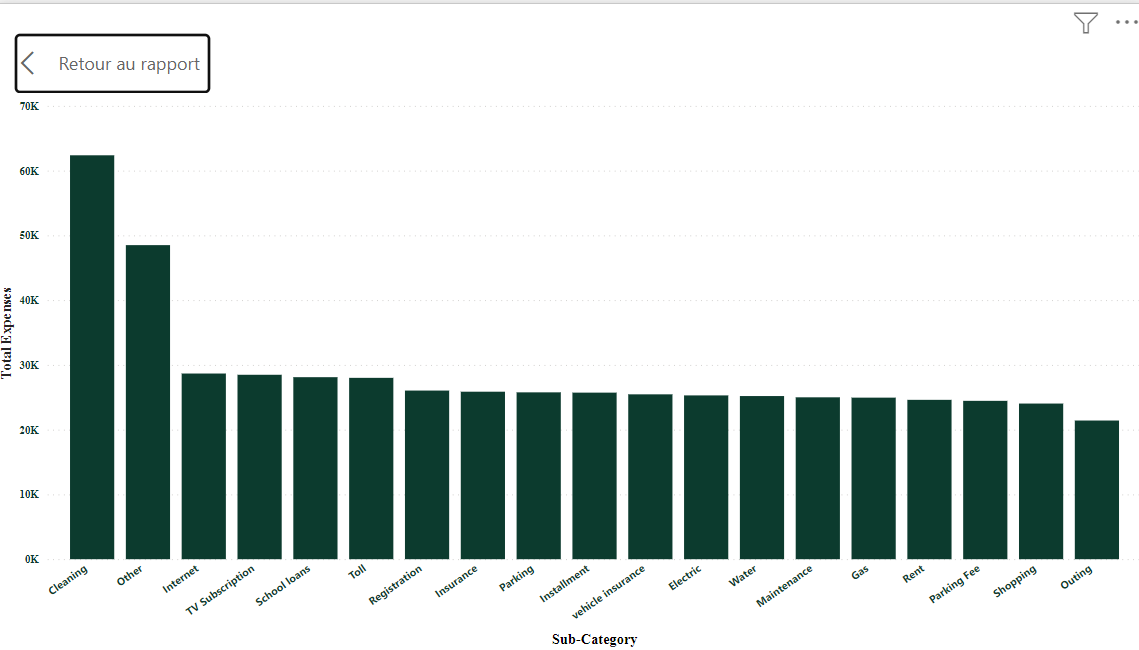 Retour au rapport
70K
60K
50K
40K
30K
20K
10K
0K
Total Expenses
Cleaning
Other
Internet
TV Subscription
School loans
Toll
Registration
Insurance
Parking
Installment
vehicle insurance
Electric
Water
Maintenance
Gas
Rent
Parking Fee
Shopping
Outing
Sub-Category